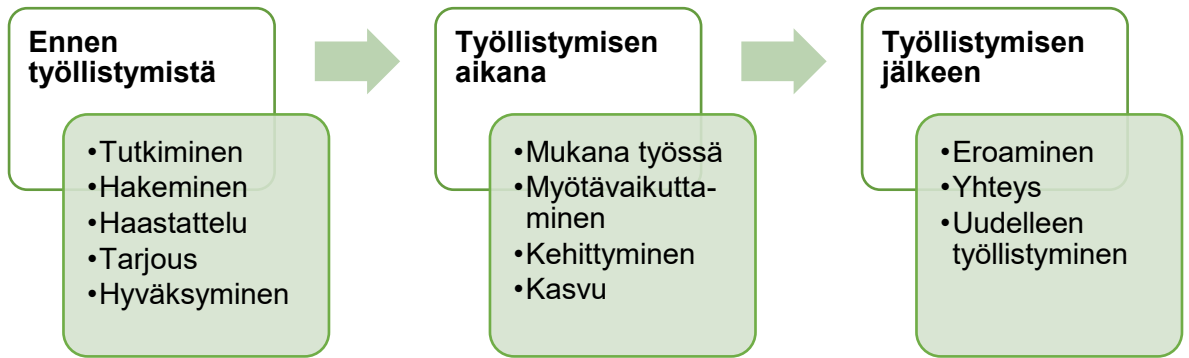 Ennen
työllistymistä
•Tutkiminen
•Hakeminen
•Haastattelu
•Tarjous
•Hyväksyminen
Työllistymisen
aikana
•Mukana työssä
•Myötävaikutta-
minen
•Kehittyminen
•Kasvu
Työllistymisen
jälkeen
•Eroaminen
•Yhteys
•Uudelleen
työllistyminen